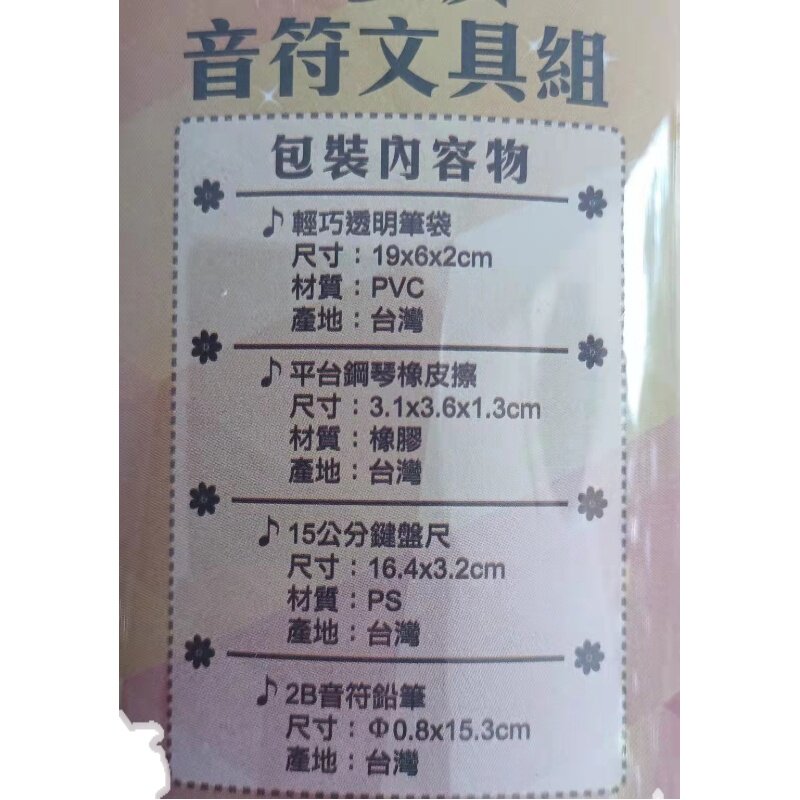 音符文具組
包裝內容物
♪輕巧透明筆袋
尺寸：19x6x2cm
材質：PVC
產地：台灣
♪平台鋼琴橡皮擦
尺寸：3.1x3.6x1.3cm
材質：橡膠
產地：台灣
♪15公分鍵盤尺
尺寸：16.4x3.2cm
材質：PS
產地：台灣
♪2B音符鉛筆
尺寸：Φ0.8x15.3cm
產地：台灣